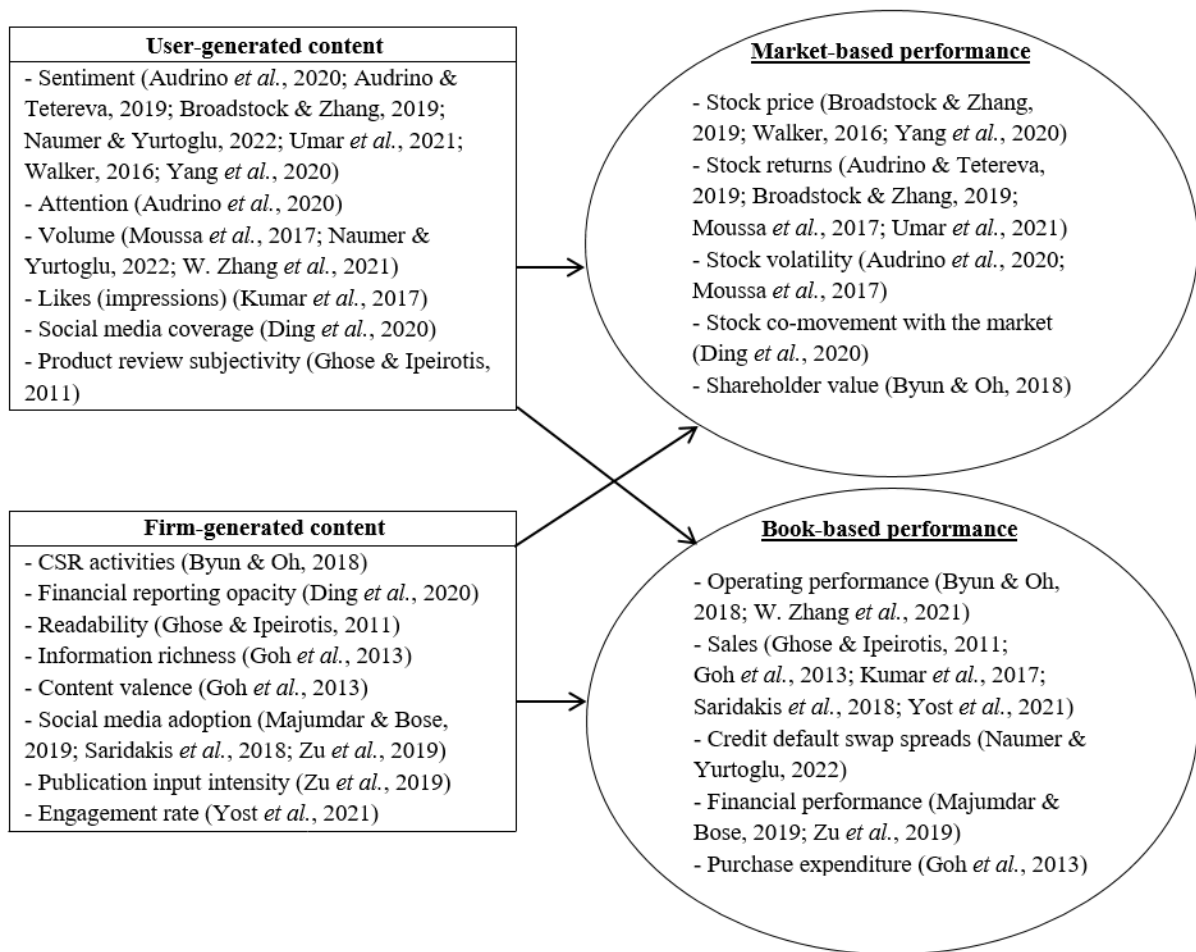 User-generated content
- Sentiment (Audrino et al., 2020; Audrino &
Tetereva, 2019; Broadstock & Zhang, 2019;
Naumer & Yurtoglu, 2022; Umar et al., 2021;
Walker, 2016; Yang et al., 2020)
- Attention (Audrino et al., 2020)
- Volume (Moussa et al., 2017; Naumer &
Yurtoglu, 2022; W. Zhang et al., 2021)
- Likes (impressions) (Kumar et al., 2017)
- Social media coverage (Ding et al., 2020)
- Product review subjectivity (Ghose & Ipeirotis,
2011)
Market-based performance
- Stock price (Broadstock & Zhang,
2019; Walker, 2016; Yang et al., 2020)
- Stock returns (Audrino & Tetereva,
2019; Broadstock & Zhang, 2019;
Moussa et al., 2017; Umar et al., 2021)
- Stock volatility (Audrino et al., 2020;
Moussa et al., 2017)
- Stock co-movement with the market
(Ding et al., 2020)
- Shareholder value (Byun & Oh, 2018)
Firm-generated content
- CSR activities (Byun & Oh, 2018)
- Financial reporting opacity (Ding et al., 2020)
- Readability (Ghose & Ipeirotis, 2011)
- Information richness (Goh et al., 2013)
- Content valence (Goh et al., 2013)
- Social media adoption (Majumdar & Bose,
2019; Saridakis et al., 2018; Zu et al., 2019)
- Publication input intensity (Zu et al., 2019)
- Engagement rate (Yost et al., 2021)
Book-based performance
- Operating performance (Byun & Oh,
2018; W. Zhang et al., 2021)
- Sales (Ghose & Ipeirotis, 2011;
Goh et al., 2013; Kumar et al., 2017;
Saridakis et al., 2018; Yost et al., 2021)
- Credit default swap spreads (Naumer &
Yurtoglu, 2022)
- Financial performance (Majumdar &
Bose, 2019; Zu et al., 2019)
- Purchase expenditure (Goh et al., 2013)